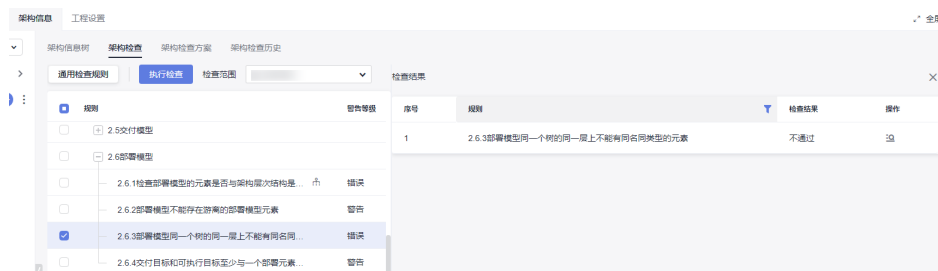 架构信息 工程设置 全屏
架构信息树 架构检查 架构检查方案 架构检查历史
通用检查规则 执行检查 检查范围
检查结果
规则 警告等级
序号 规则 检查结果 操作
2.5交付模型
1 2.6.3部署模型同一个树的同一层上不能有同名同类型的元素 不通过
2.6部署模型
2.6.1检查部署模型的元素是否与架构层次结构是... 错误
2.6.2部署模型不能存在游离的部署模型元素 警告
2.6.3部署模型同一个树的同一层上不能有同名同... 错误
2.6.4交付目标和可执行目标至少与一个部署元素... 警告